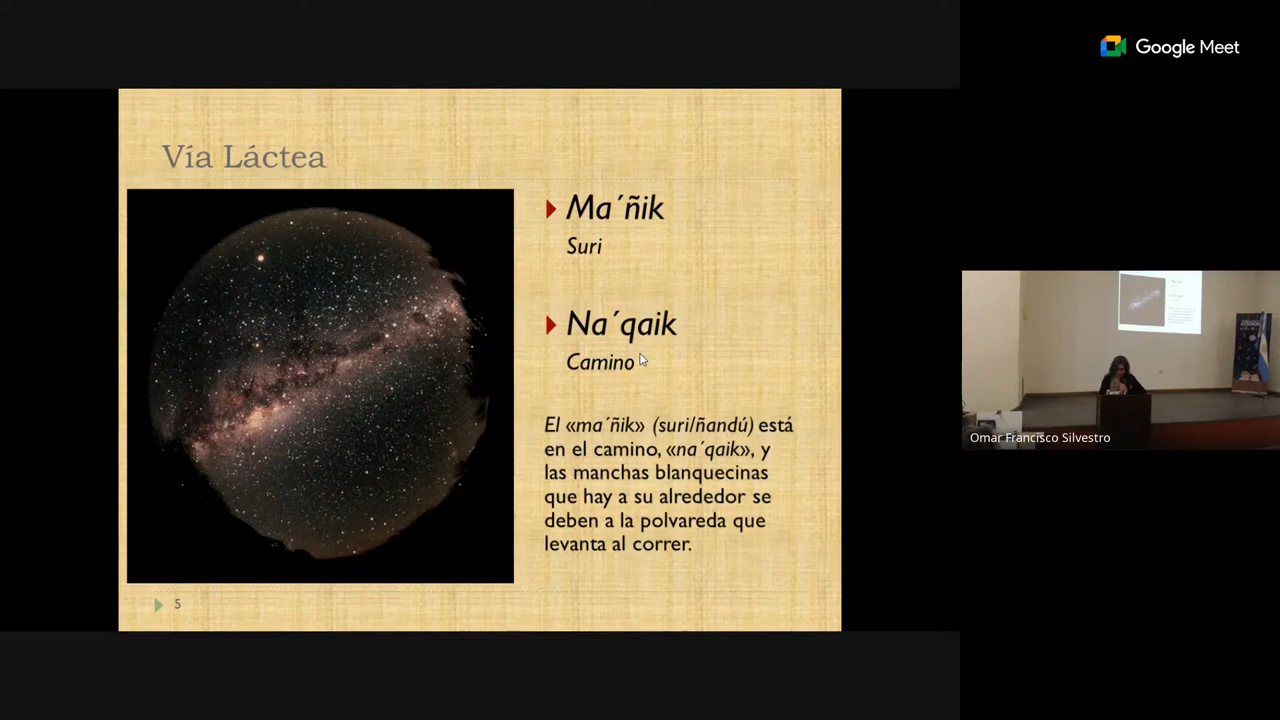 Google Meet
Vía Láctea
Ma´ñik
Suri
Na´qaik
Camino
El «ma´ñik» (suri/ñandú) está
en el camino, «na´qaik», y
las manchas blanquecinas
que hay a su alrededor se
deben a la polvareda que
levanta al correr.
5
Omar Francisco Silvestro